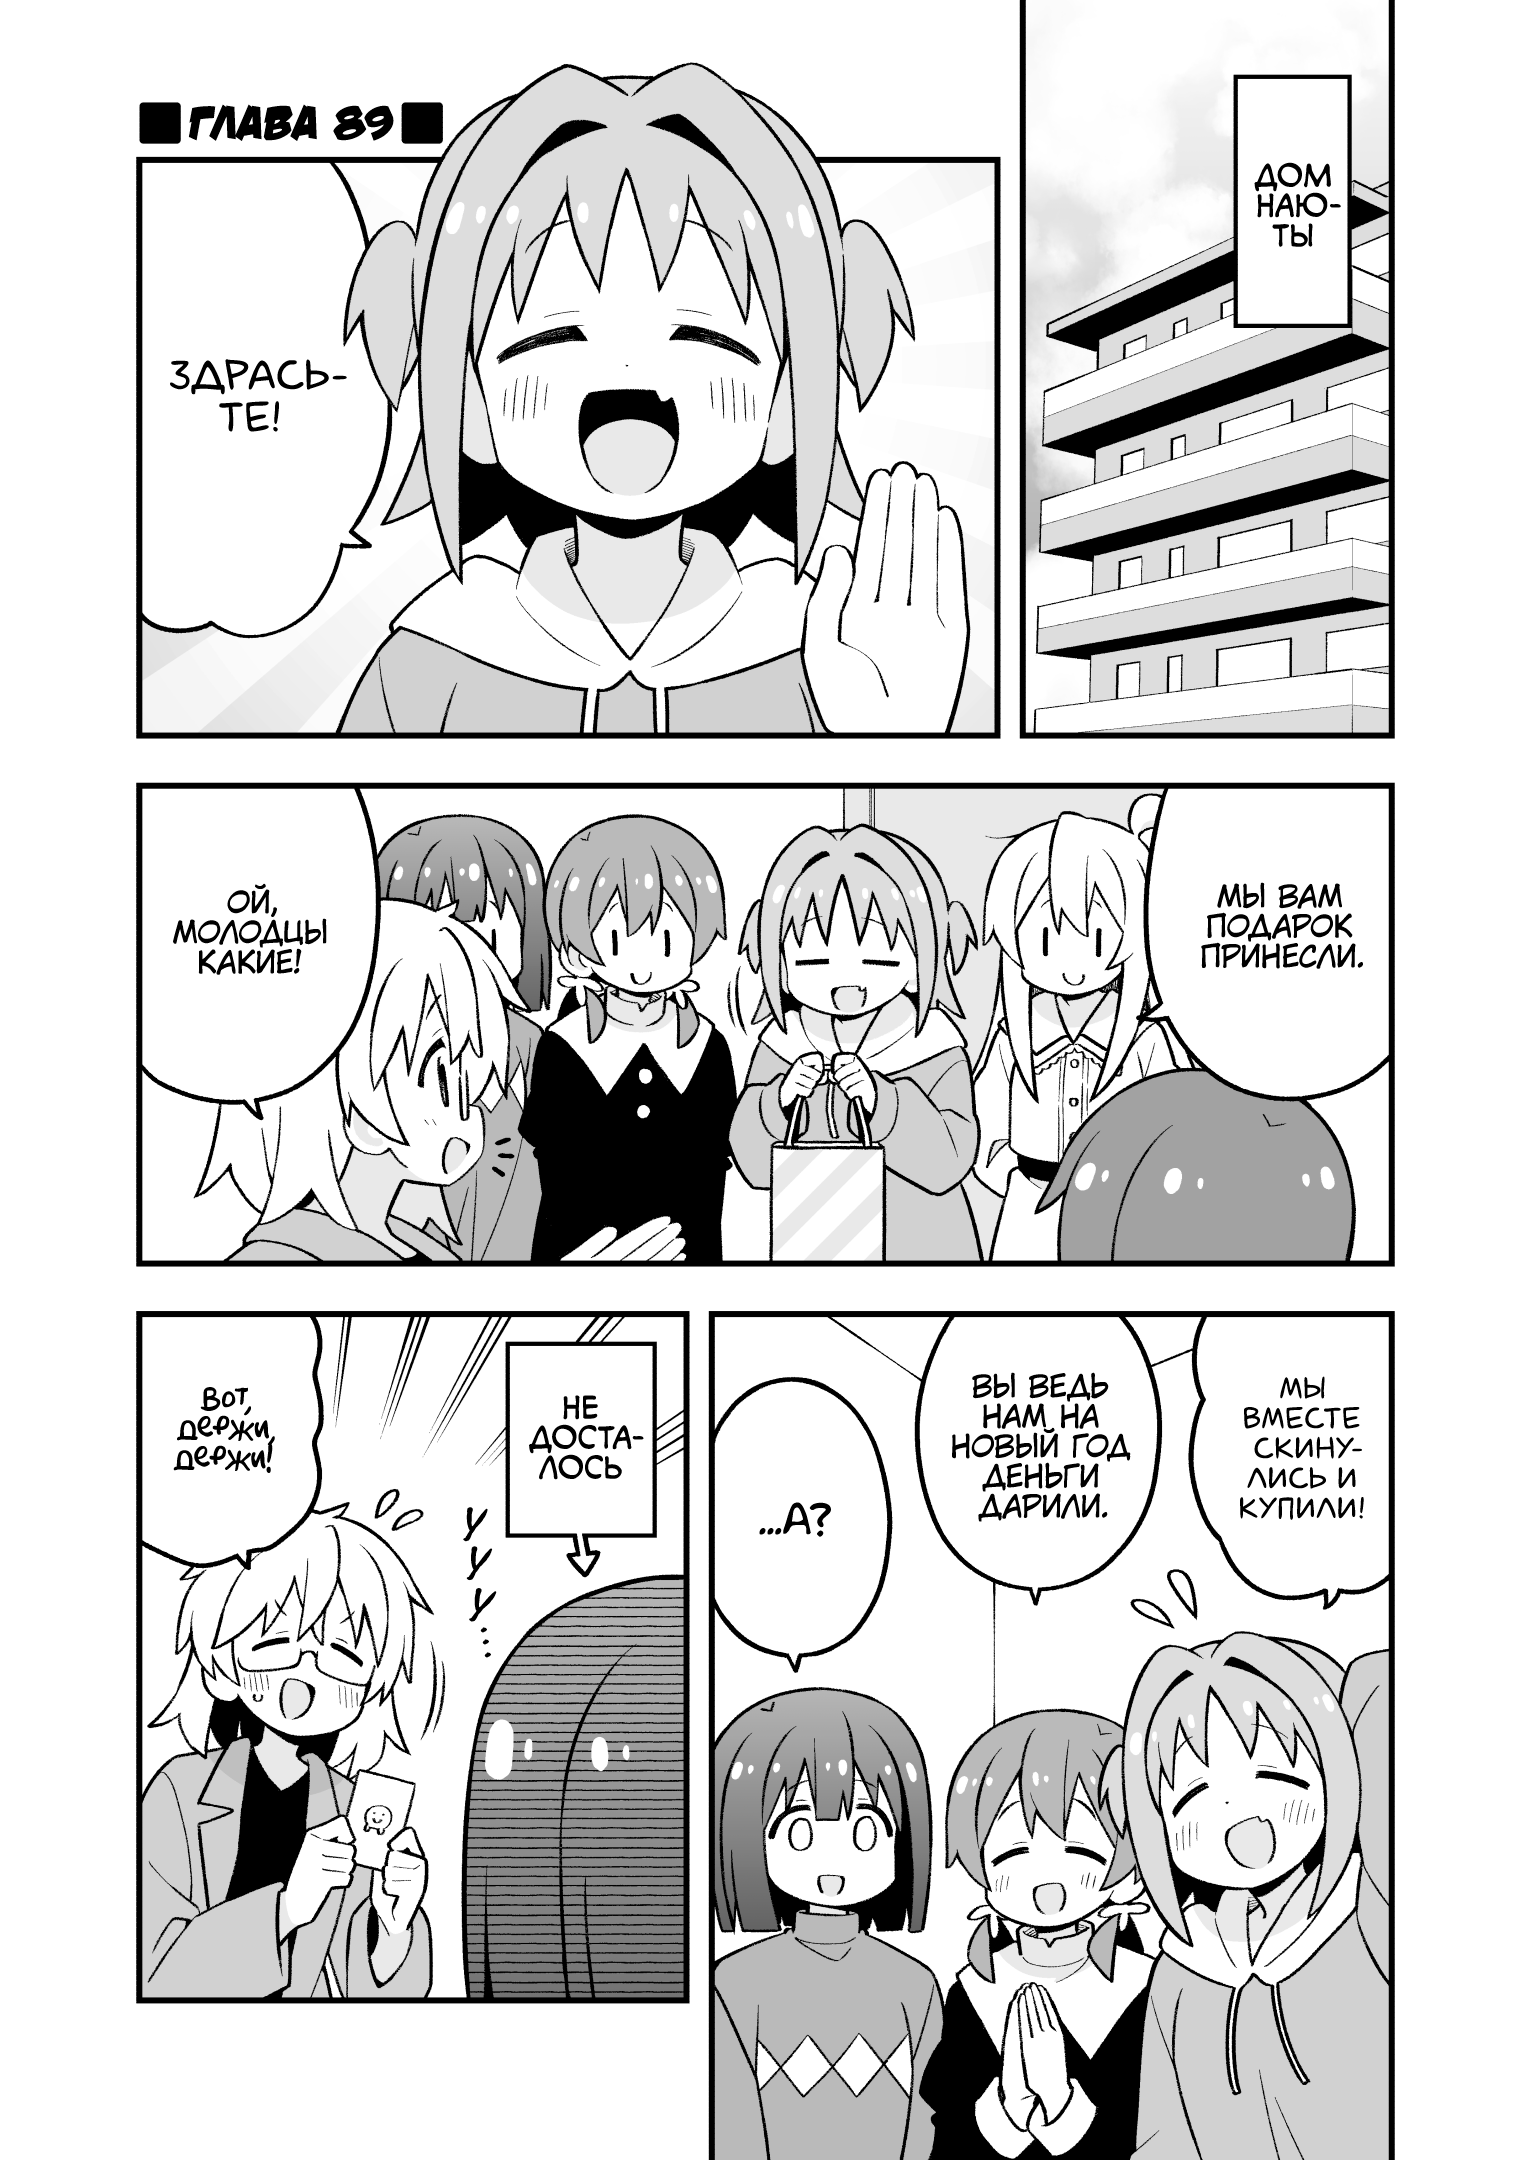 ГЛАВА 89
ДОМ
НАЮ-
ТЫ
ЗДРАСЬ-
ТЕ!
МЫ ВАМ
ПОДАРОК
ПРИНЕСЛИ.
ОЙ,
МОЛОДЦЫ
КАКИЕ!
МЫ
ВМЕСТЕ
СКИНУ-
ЛИСЬ И
КУПИЛИ!
ВЫ ВЕДЬ
НАМ НА
НОВЫЙ ГОД
ДЕНЬГИ
ДАРИЛИ.
...А?
НЕ
ДОСТА-
ЛОСЬ
УУУ...
Вот,
держи,
держи!